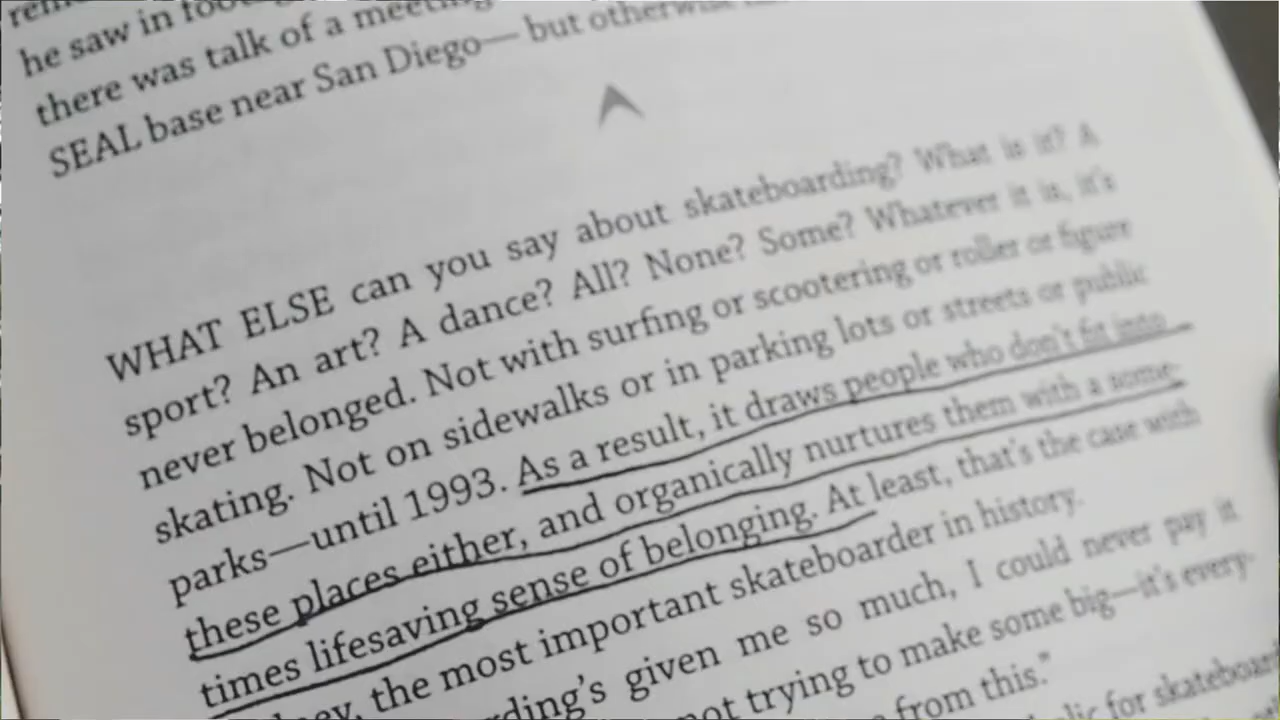 he saw in
there was talk of a meeting
SEAL base near San Diego— but otherwise
WHAT ELSE can you say about skateboarding? What is it? A
sport? An art? A dance? All? None? Some? Whatever it is, it's
never belonged. Not with surfing or scootering or roller or figure
skating. Not on sidewalks or in parking lots or streets or public
parks—until 1993. As a result, it draws people who don't fit into
these places either, and organically nurtures them with a some-
times lifesaving sense of belonging. At least, that's the case with
the most important skateboarder in history.
given me so much, I could never pay it
not trying to make some big—it's every-
from this."
for skateboard